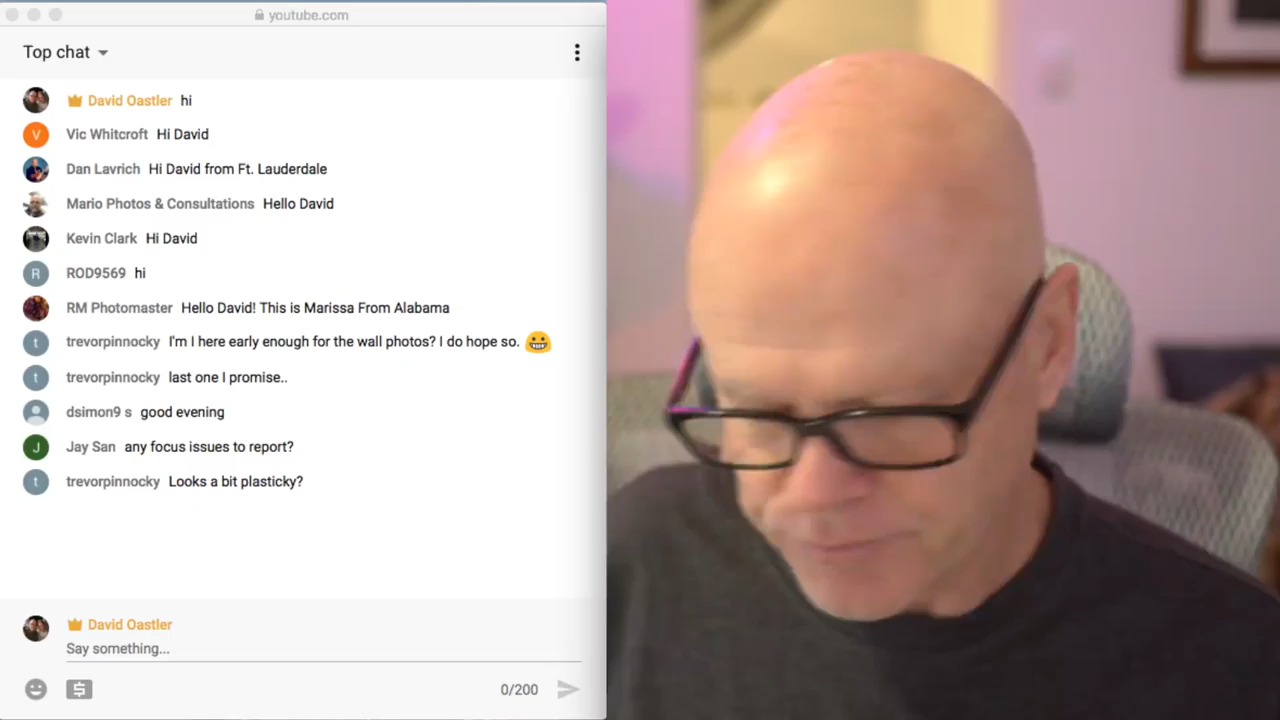 youtube.com
Top chat
David Oastler hi
V Vic Whitcroft Hi David
Dan Lavrich Hi David from Ft. Lauderdale
Mario Photos & Consultations Hello David
Kevin Clark Hi David
R ROD9569 hi
RM Photomaster Hello David! This is Marissa From Alabama
t trevorpinnocky I'm I here early enough for the wall photos? I do hope so. 😀
t trevorpinnocky last one I promise..
dsimon9 s good evening
J Jay San any focus issues to report?
t trevorpinnocky Looks a bit plasticky?
David Oastler
Say something...
$ 0/200